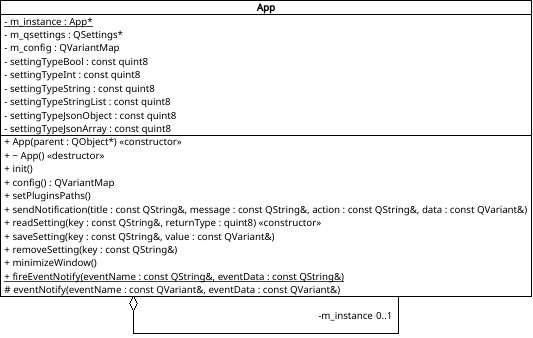 App
- m_instance : App*
- m_qsettings : QSettings*
- m_config : QVariantMap
- settingTypeBool : const quint8
- settingTypeInt : const quint8
- settingTypeString : const quint8
- settingTypeStringList : const quint8
- settingTypeJsonObject : const quint8
- settingTypeJsonArray : const quint8
+ App(parent : QObject*) «constructor»
+ ~ App() «destructor»
+ init()
+ config() : QVariantMap
+ setPluginsPaths()
+ sendNotification(title : const QString&, message : const QString&, action : const QString&, data : const QVariant&)
+ readSetting(key : const QString&, returnType : quint8) «constructor»
+ saveSetting(key : const QString&, value : const QVariant&)
+ removeSetting(key : const QString&)
+ minimizeWindow()
+ fireEventNotify(eventName : const QString&, eventData : const QString&)
# eventNotify(eventName : const QVariant&, eventData : const QVariant&)
-m_instance 0..1